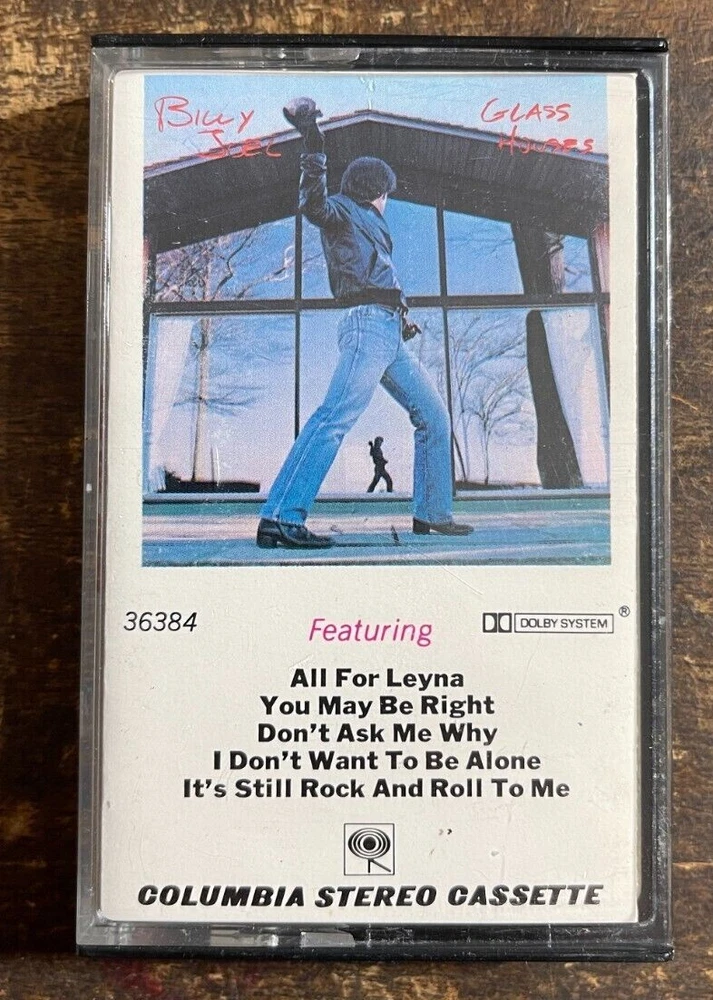 Billy Joel
Glass Houses
36384
Featuring
DOLBY SYSTEM ®
All For Leyna
You May Be Right
Don't Ask Me Why
I Don't Want To Be Alone
It's Still Rock And Roll To Me
COLUMBIA STEREO CASSETTE